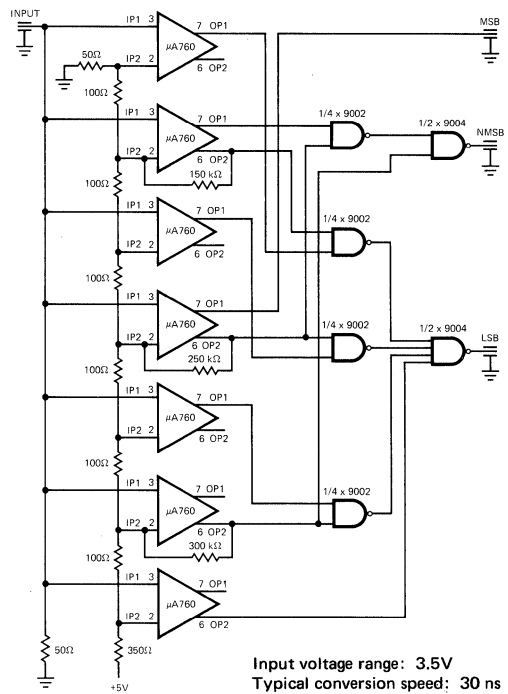 INPUT
MSB
IP1 3
7 OP1
50Ω
µA760
IP2 2
6 OP2
100Ω
IP1 3
7 OP1
1/4 x 9002
1/2 x 9004
NMSB
µA760
IP2 2
6 OP2
150 kΩ
100Ω
IP1 3
7 OP1
1/4 x 9002
µA760
IP2 2
6 OP2
100Ω
IP1 3
7 OP1
µA760
1/4 x 9002
1/2 x 9004
LSB
IP2 2
6 OP2
250 kΩ
100Ω
IP1 3
7 OP1
µA760
IP2 2
6 OP2
100Ω
IP1 3
7 OP1
1/4 x 9002
µA760
IP2 2
6 OP2
300 kΩ
100Ω
IP1 3
7 OP1
µA760
IP2 2
6 OP2
50Ω
350Ω
+5V
Input voltage range: 3.5V
Typical conversion speed: 30 ns